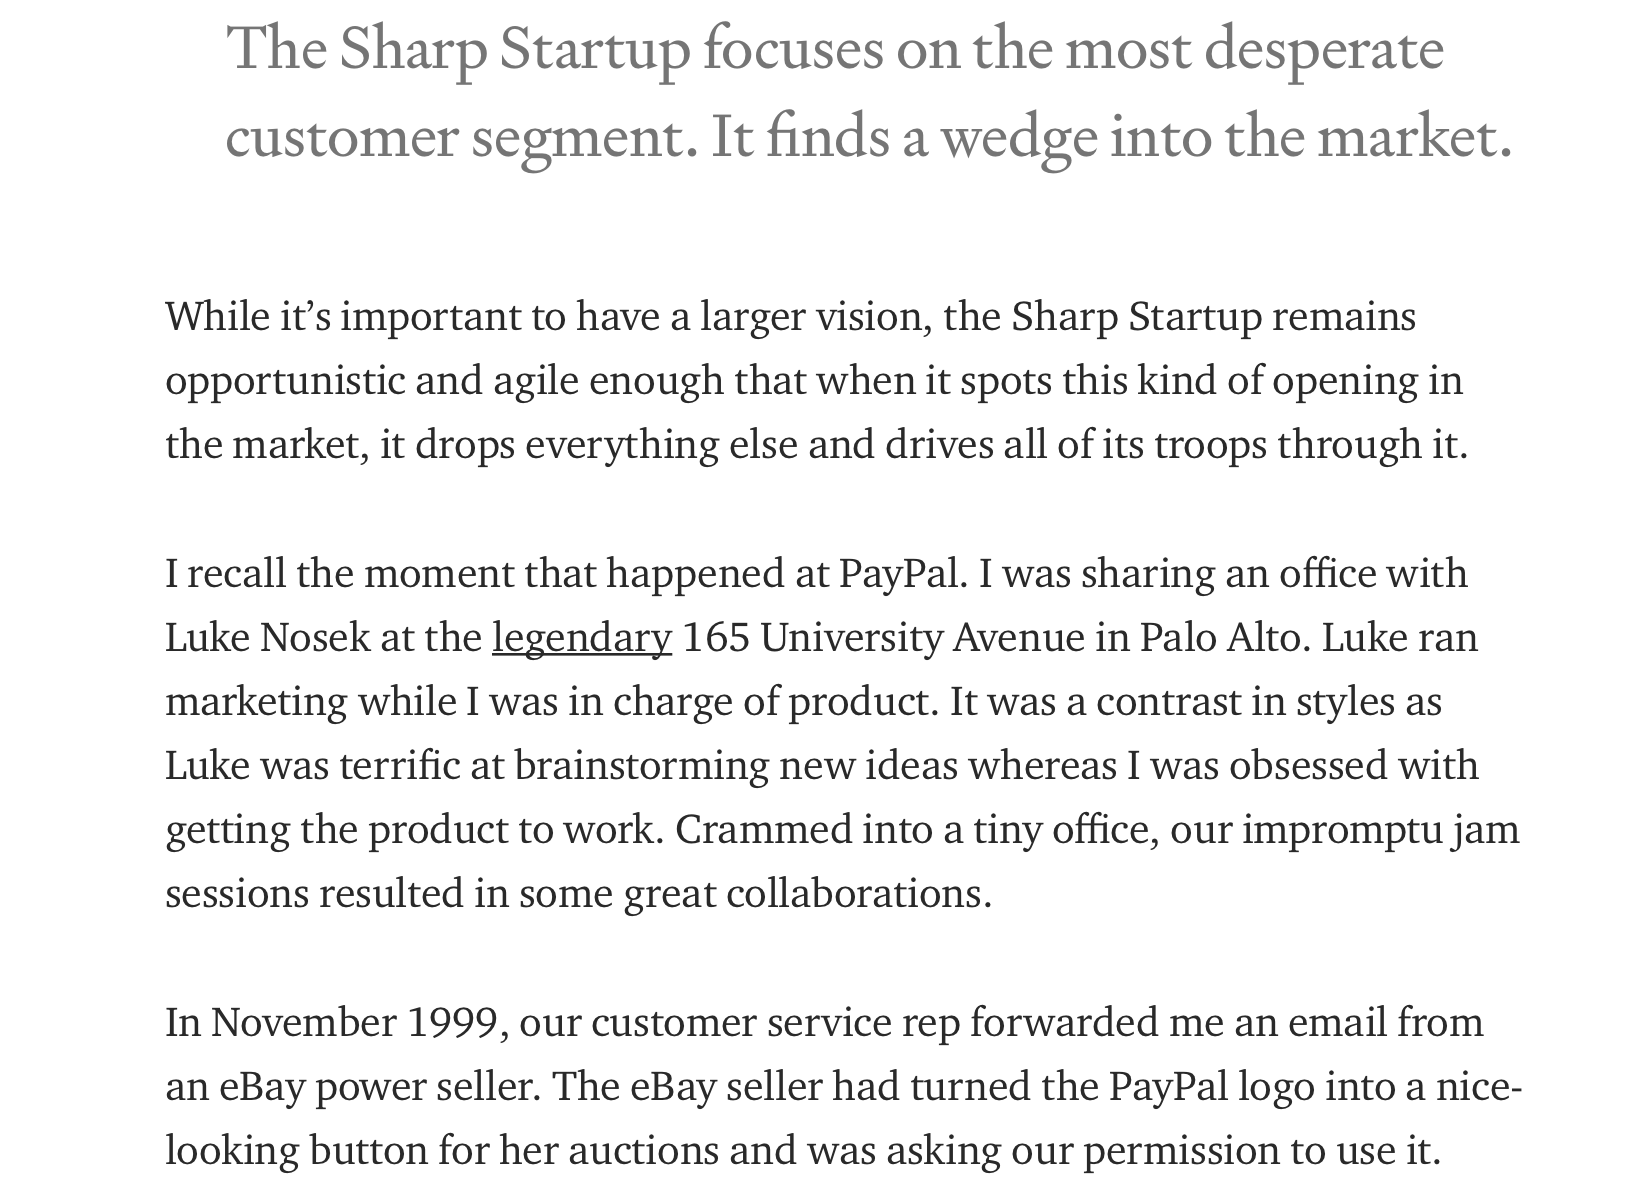 The Sharp Startup focuses on the most desperate
customer segment. It finds a wedge into the market.
While it’s important to have a larger vision, the Sharp Startup remains
opportunistic and agile enough that when it spots this kind of opening in
the market, it drops everything else and drives all of its troops through it.
I recall the moment that happened at PayPal. I was sharing an office with
Luke Nosek at the legendary 165 University Avenue in Palo Alto. Luke ran
marketing while I was in charge of product. It was a contrast in styles as
Luke was terrific at brainstorming new ideas whereas I was obsessed with
getting the product to work. Crammed into a tiny office, our impromptu jam
sessions resulted in some great collaborations.
In November 1999, our customer service rep forwarded me an email from
an eBay power seller. The eBay seller had turned the PayPal logo into a nice-
looking button for her auctions and was asking our permission to use it.